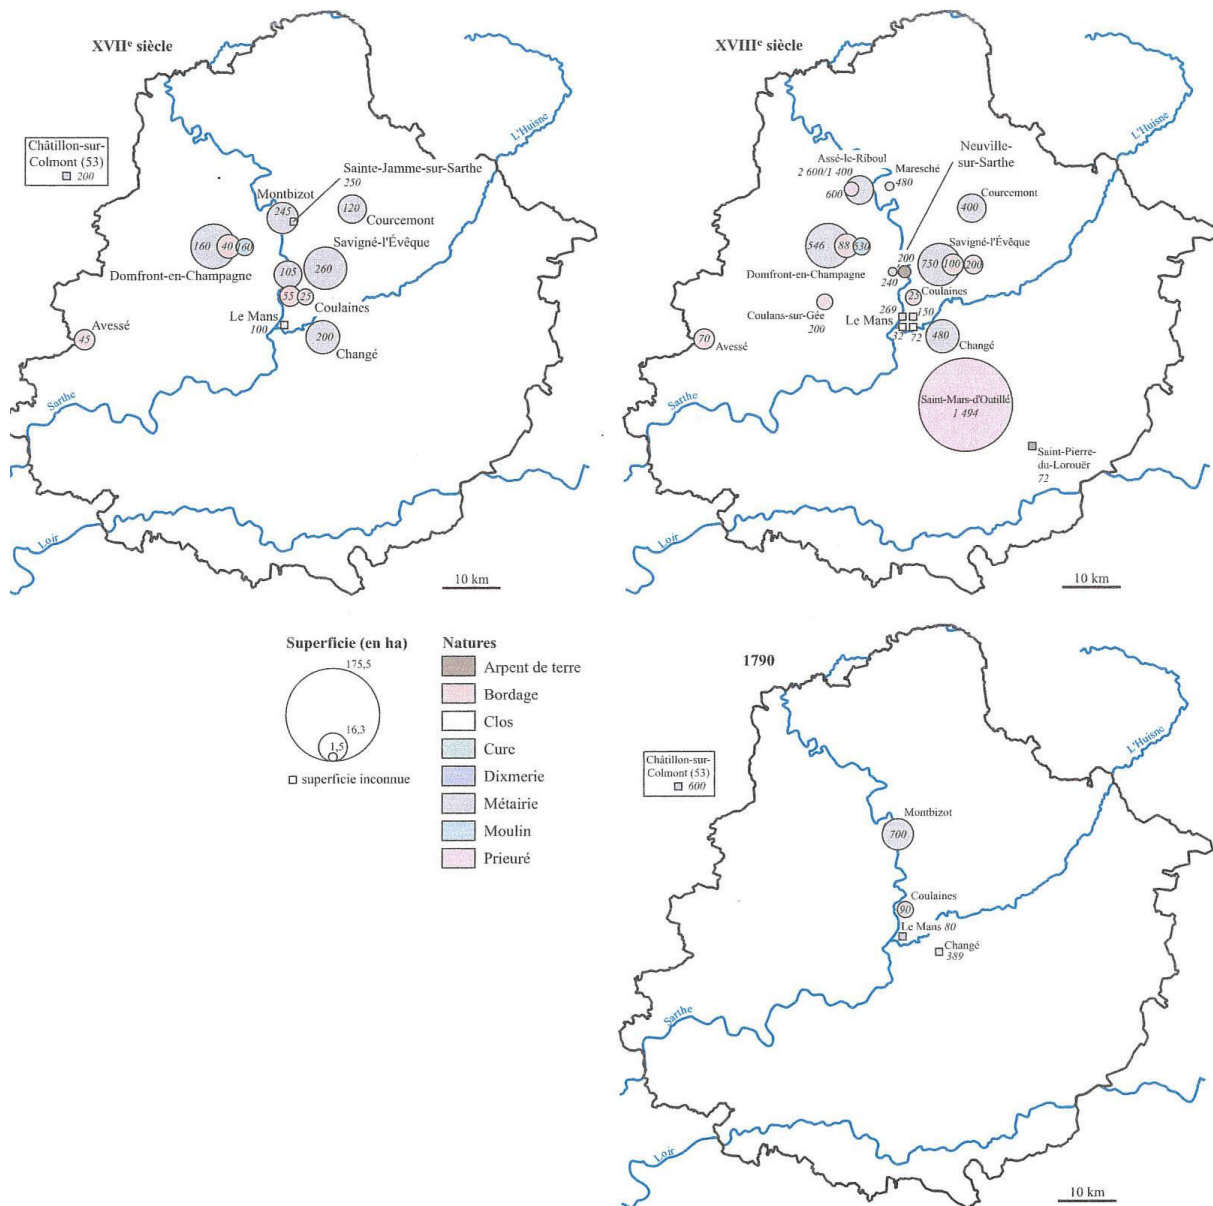 XVIIe siècle
L'Huisne
Châtillon-sur-
Colmont (53)
200
Sainte-Jamme-sur-Sarthe
250
Montbizot
245
120
Courcemont
160 40 160
Domfront-en-Champagne
Savigné-l'Évêque
260
105
55 25
Coulaines
Le Mans
100
200
Changé
Avessé
45
Sarthe
Loir
10 km
XVIIIe siècle
L'Huisne
Neuville-
sur-Sarthe
Assé-le-Riboul
2 600/1 400
600
Maresché
480
Courcemont
400
546 88 530
Domfront-en-Champagne
200
240
Savigné-l'Évêque
750 100 200
Coulaines
25
Coulans-sur-Gée
200
Le Mans
269 150
32 72
480
Changé
70
Avessé
Saint-Mars-d'Outillé
1 494
Saint-Pierre-
du-Lorouër
72
Sarthe
Loir
10 km
Superficie (en ha)
175,5
16,3
1,5
superficie inconnue
Natures
Arpent de terre
Bordage
Clos
Cure
Dixmerie
Métairie
Moulin
Prieuré
1790
L'Huisne
Châtillon-sur-
Colmont (53)
600
Montbizot
700
Coulaines
90
Le Mans 80
Changé
389
Sarthe
Loir
10 km